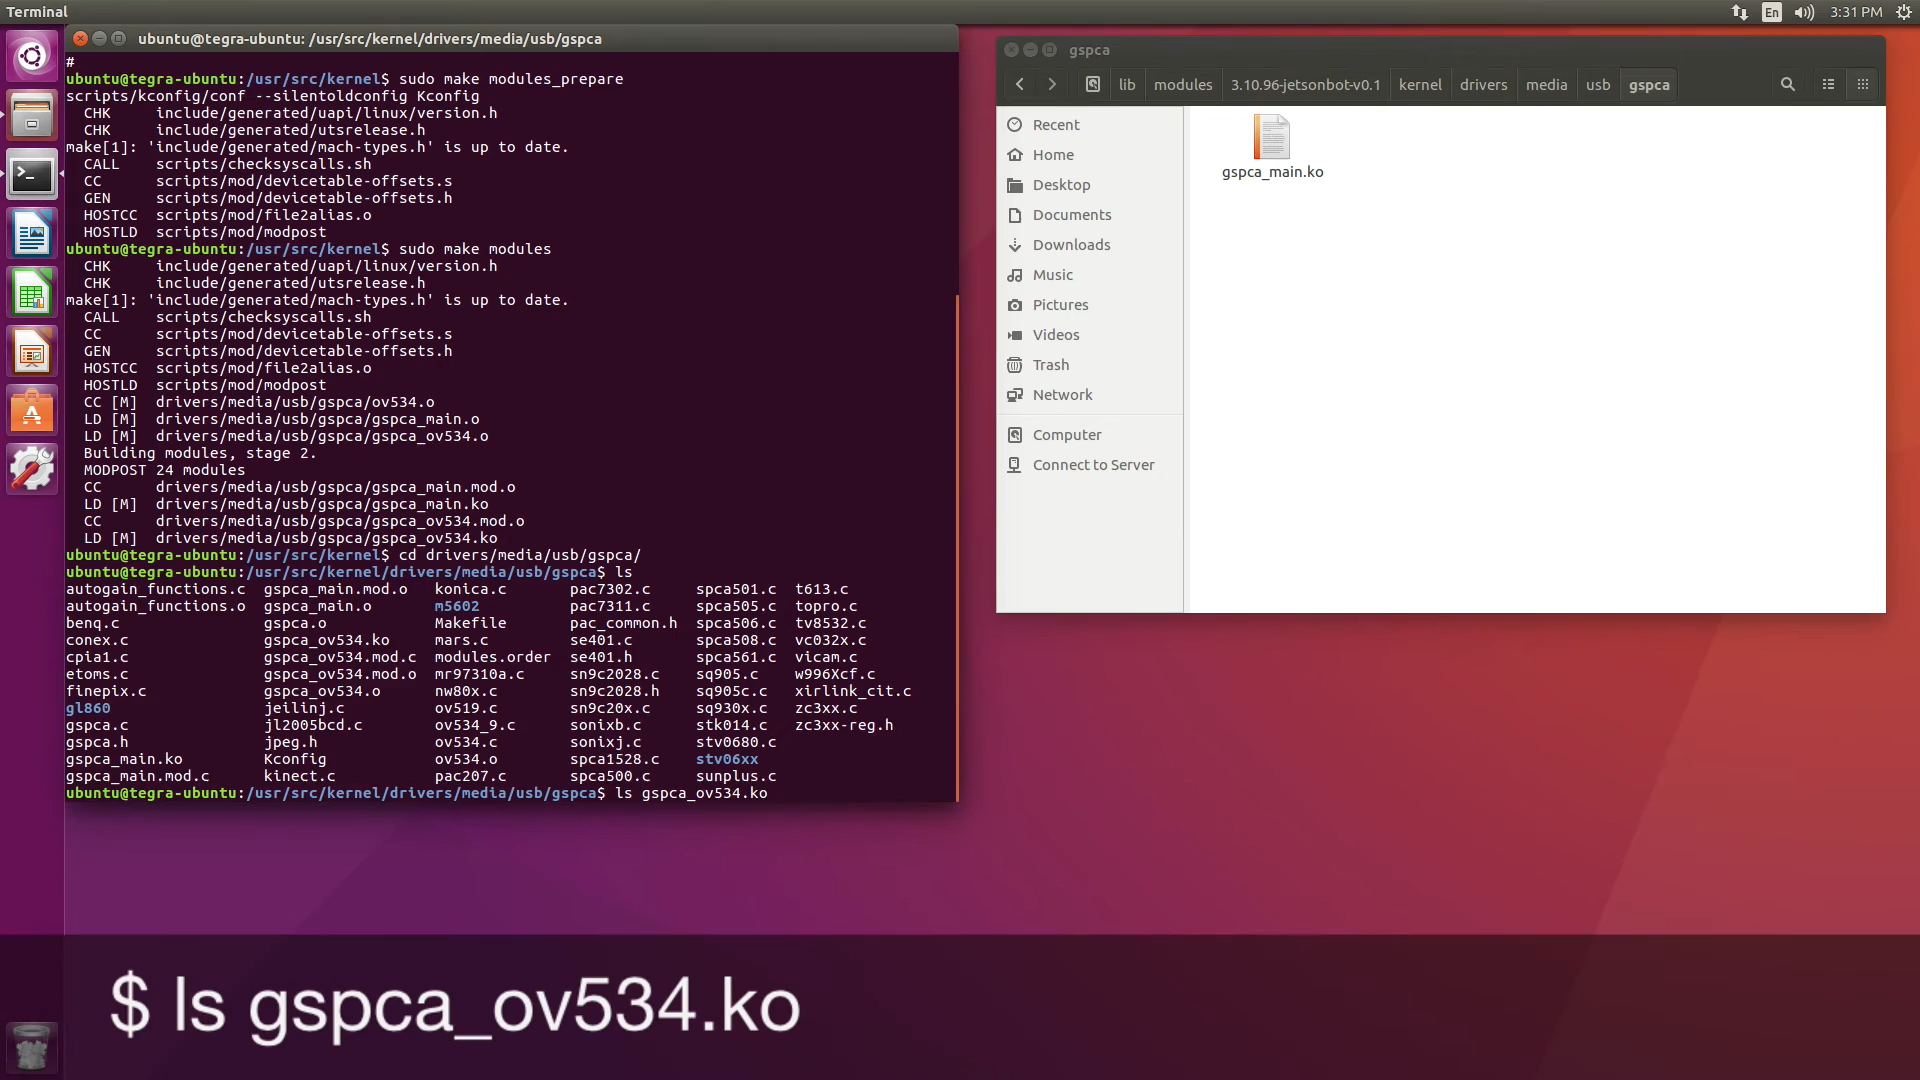 Terminal
En
3:31 PM
ubuntu@tegra-ubuntu: /usr/src/kernel/drivers/media/usb/gspca
#
ubuntu@tegra-ubuntu:/usr/src/kernel$ sudo make modules_prepare
scripts/kconfig/conf --silentoldconfig Kconfig
  CHK     include/generated/uapi/linux/version.h
  CHK     include/generated/utsrelease.h
make[1]: 'include/generated/mach-types.h' is up to date.
  CALL    scripts/checksyscalls.sh
  CC      scripts/mod/devicetable-offsets.s
  GEN     scripts/mod/devicetable-offsets.h
  HOSTCC  scripts/mod/file2alias.o
  HOSTLD  scripts/mod/modpost
ubuntu@tegra-ubuntu:/usr/src/kernel$ sudo make modules
  CHK     include/generated/uapi/linux/version.h
  CHK     include/generated/utsrelease.h
make[1]: 'include/generated/mach-types.h' is up to date.
  CALL    scripts/checksyscalls.sh
  CC      scripts/mod/devicetable-offsets.s
  GEN     scripts/mod/devicetable-offsets.h
  HOSTCC  scripts/mod/file2alias.o
  HOSTLD  scripts/mod/modpost
  CC [M]  drivers/media/usb/gspca/ov534.o
  LD [M]  drivers/media/usb/gspca/gspca_main.o
  LD [M]  drivers/media/usb/gspca/gspca_ov534.o
  Building modules, stage 2.
  MODPOST 24 modules
  CC      drivers/media/usb/gspca/gspca_main.mod.o
  LD [M]  drivers/media/usb/gspca/gspca_main.ko
  CC      drivers/media/usb/gspca/gspca_ov534.mod.o
  LD [M]  drivers/media/usb/gspca/gspca_ov534.ko
ubuntu@tegra-ubuntu:/usr/src/kernel$ cd drivers/media/usb/gspca/
ubuntu@tegra-ubuntu:/usr/src/kernel/drivers/media/usb/gspca$ ls
autogain_functions.c  gspca_main.mod.o   konica.c       pac7302.c     spca501.c  t613.c
autogain_functions.o  gspca_main.o       m5602          pac7311.c     spca505.c  topro.c
benq.c                gspca.o            Makefile       pac_common.h  spca506.c  tv8532.c
conex.c               gspca_ov534.ko     mars.c         se401.c       spca508.c  vc032x.c
cpia1.c               gspca_ov534.mod.c  modules.order  se401.h       spca561.c  vicam.c
etoms.c               gspca_ov534.mod.o  mr97310a.c     sn9c2028.c    sq905.c    w996Xcf.c
finepix.c             gspca_ov534.o      nw80x.c        sn9c2028.h    sq905c.c   xirlink_cit.c
gl860                 jeilinj.c          ov519.c        sn9c20x.c     sq930x.c   zc3xx.c
gspca.c               jl2005bcd.c        ov534_9.c      sonixb.c      stk014.c   zc3xx-reg.h
gspca.h               jpeg.h             ov534.c        sonixj.c      stv0680.c
gspca_main.ko         Kconfig            ov534.o        spca1528.c    stv06xx
gspca_main.mod.c      kinect.c           pac207.c       spca500.c     sunplus.c
ubuntu@tegra-ubuntu:/usr/src/kernel/drivers/media/usb/gspca$ ls gspca_ov534.ko
gspca
lib modules 3.10.96-jetsonbot-v0.1 kernel drivers media usb gspca
Recent
Home
Desktop
Documents
Downloads
Music
Pictures
Videos
Trash
Network
Computer
Connect to Server
gspca_main.ko
$ ls gspca_ov534.ko